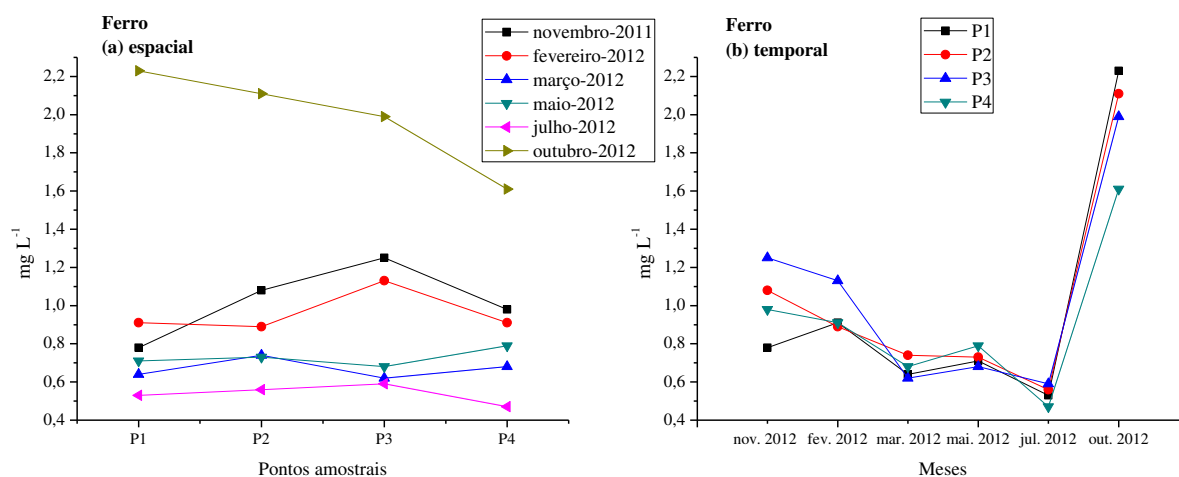 Ferro
(a) espacial
novembro-2011
fevereiro-2012
março-2012
maio-2012
julho-2012
outubro-2012
2,2
2,0
1,8
1,6
1,4
1,2
1,0
0,8
0,6
0,4
mg L-1
P1 P2 P3 P4
Pontos amostrais
Ferro
(b) temporal
P1
P2
P3
P4
2,2
2,0
1,8
1,6
1,4
1,2
1,0
0,8
0,6
0,4
mg L-1
nov. 2012 fev. 2012 mar. 2012 mai. 2012 jul. 2012 out. 2012
Meses